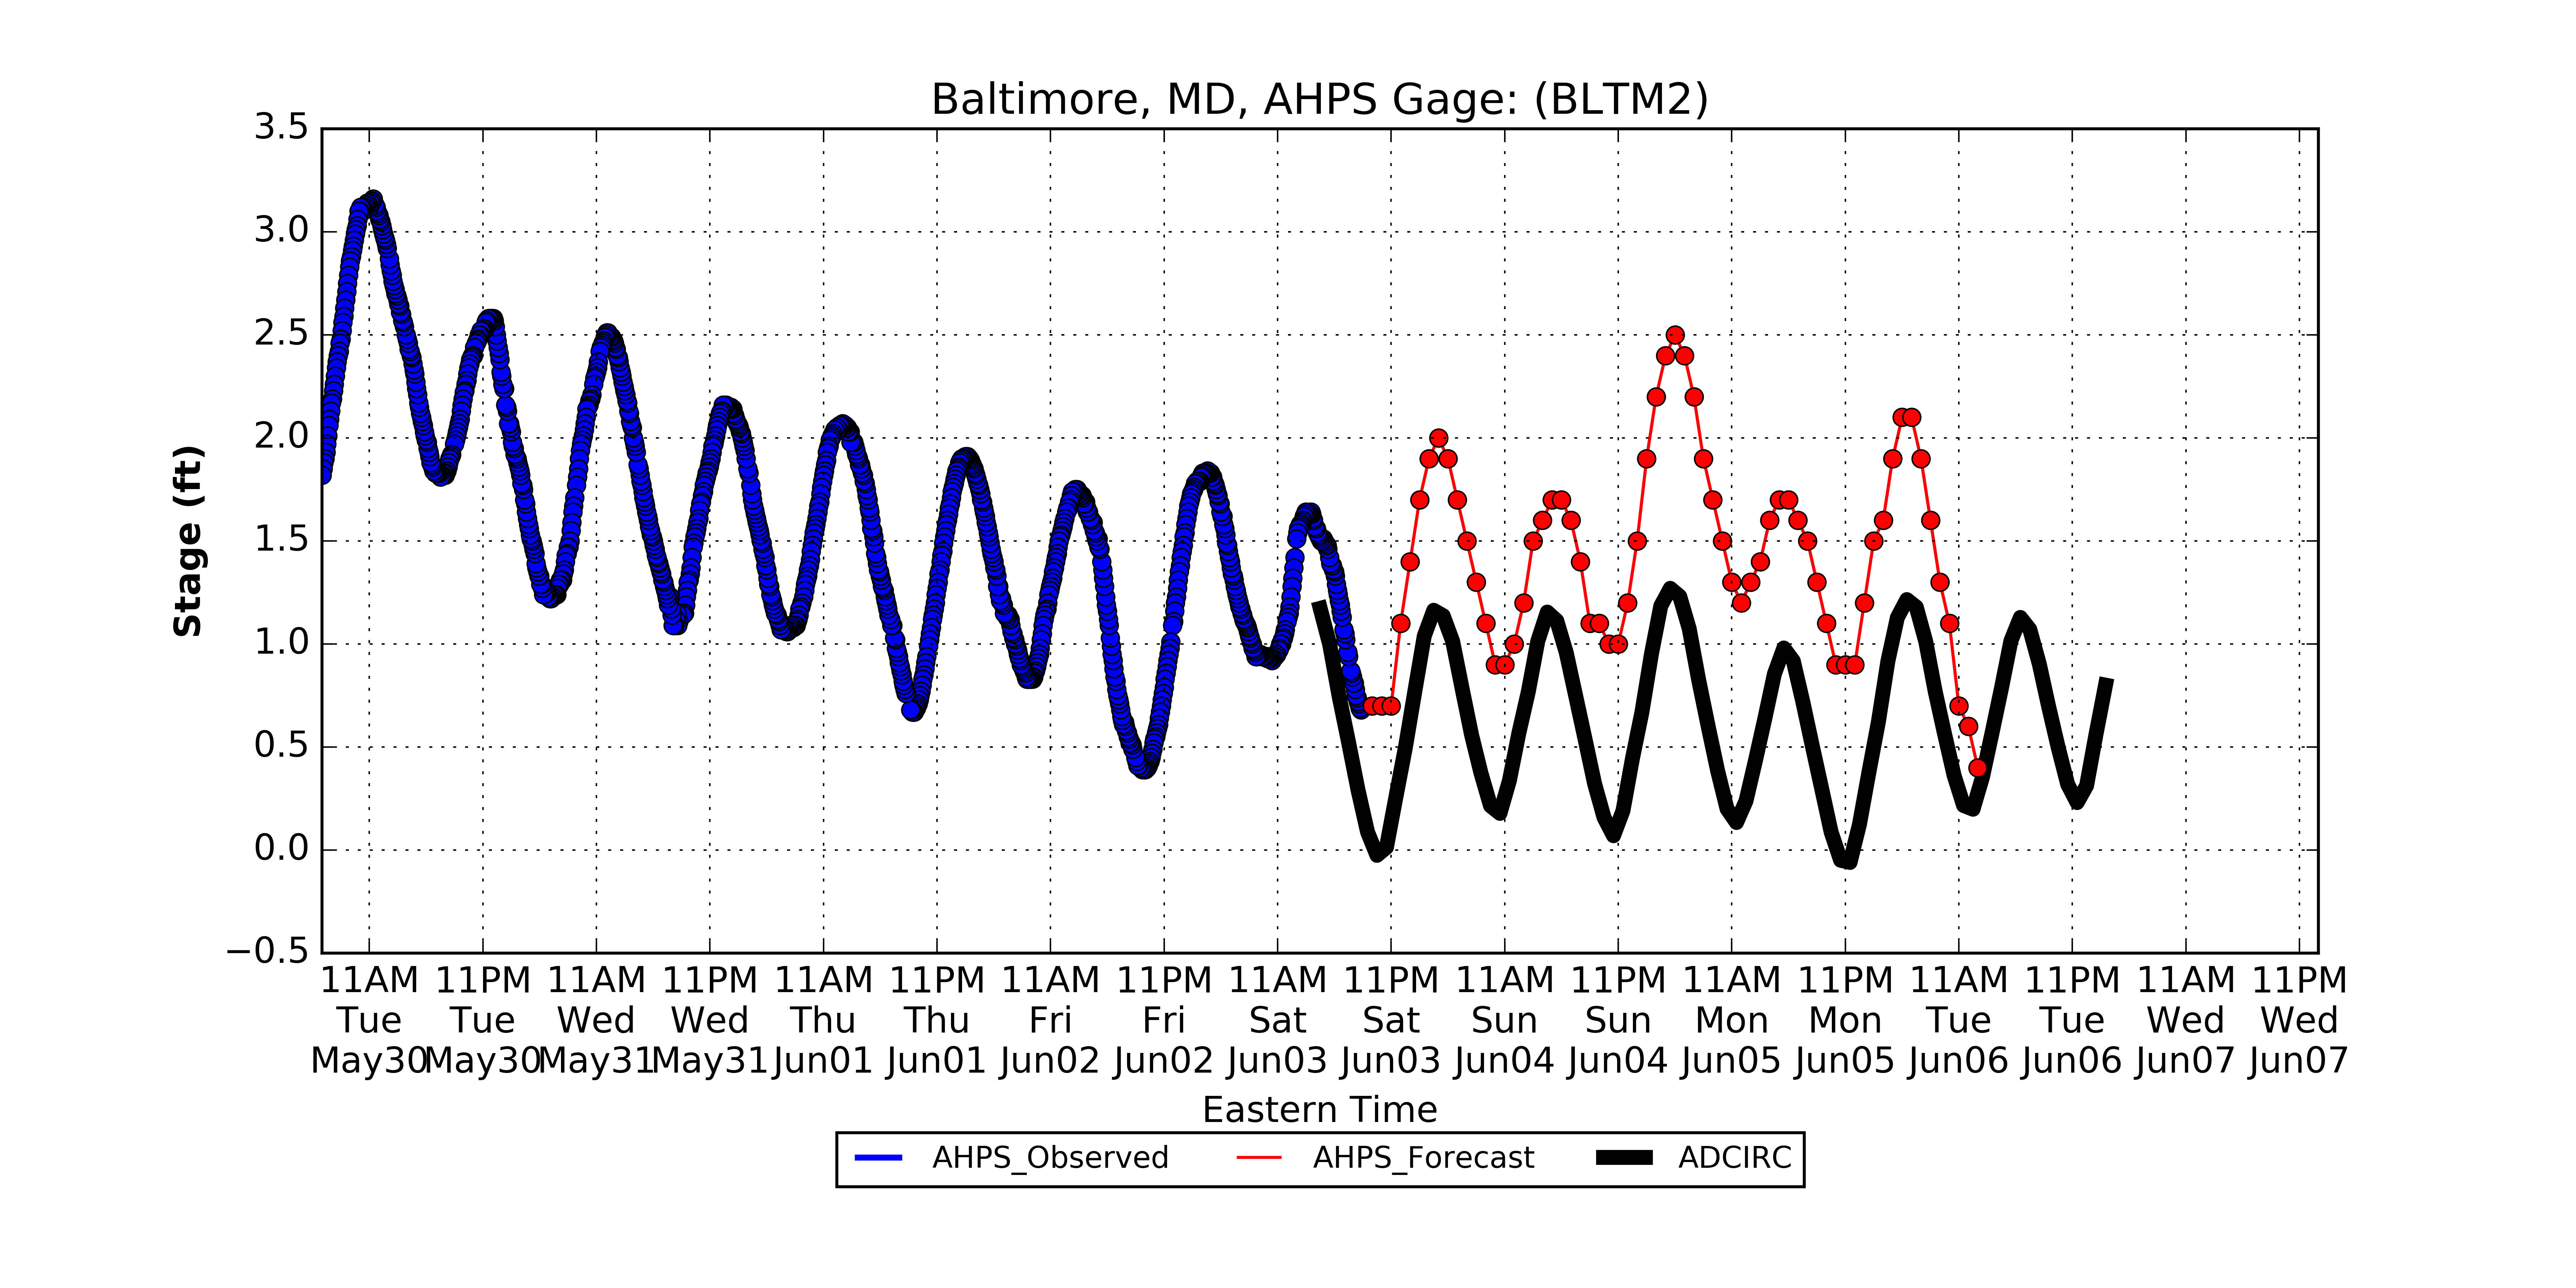 Baltimore, MD, AHPS Gage: (BLTM2)
3.5
3.0
2.5
2.0
1.5
1.0
0.5
0.0
−0.5
Stage (ft)
11AM 11PM 11AM 11PM 11AM 11PM 11AM 11PM 11AM 11PM 11AM 11PM 11AM 11PM 11AM 11PM 11AM 11PM
Tue Tue Wed Wed Thu Thu Fri Fri Sat Sat Sun Sun Mon Mon Tue Tue Wed Wed
May30 May30 May31 May31 Jun01 Jun01 Jun02 Jun02 Jun03 Jun03 Jun04 Jun04 Jun05 Jun05 Jun06 Jun06 Jun07 Jun07
Eastern Time
AHPS_Observed AHPS_Forecast ADCIRC